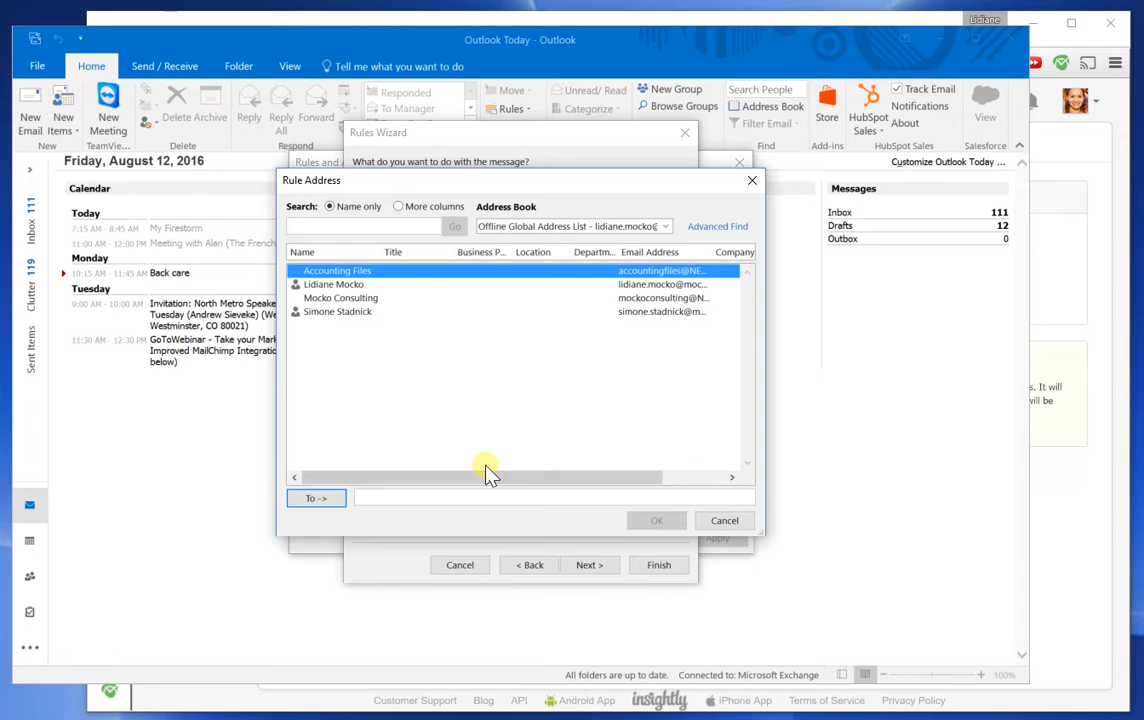 Lidiane
Outlook Today - Outlook
File Home Send / Receive Folder View Tell me what you want to do
New Email
New Items
New Meeting
Delete Archive
Reply
Reply All
Forward
Responded
To Manager
Move
Rules
Unread/ Read
Categorize
New Group
Browse Groups
Search People
Address Book
Filter Email
Store
HubSpot Sales
Track Email
Notifications
About
View
New TeamVie... Delete Respond Find Add-ins HubSpot Sales Salesforce
Friday, August 12, 2016
Customize Outlook Today ...
Calendar
Today
7:15 AM - 8:45 AM My Firestorm
11:00 AM - 12:00 PM Meeting with Alan (The French
Monday
10:15 AM - 11:45 AM Back care
Tuesday
9:00 AM - 10:00 AM Invitation: North Metro Speake
Tuesday (Andrew Sieveke) (We
Westminster, CO 80021)
11:30 AM - 12:30 PM GoToWebinar - Take your Mark
Improved MailChimp Integratio
below)
Messages
Inbox 111
Drafts 12
Outbox 0
Inbox 111
Clutter 119
Sent Items
Rules Wizard
What do you want to do with the message?
Rules and A
Rule Address
Search: Name only More columns Address Book
Go Offline Global Address List - lidiane.mocko@ Advanced Find
Name Title Business P... Location Departm... Email Address Company
Accounting Files accountingfiles@NE...
Lidiane Mocko lidiane.mocko@moc...
Mocko Consulting mockoconsulting@N...
Simone Stadnick simone.stadnick@m...
To ->
OK Cancel
Apply
Cancel < Back Next > Finish
s. It will
will be
All folders are up to date. Connected to: Microsoft Exchange 100%
Customer Support Blog API Android App insightly iPhone App Terms of Service Privacy Policy